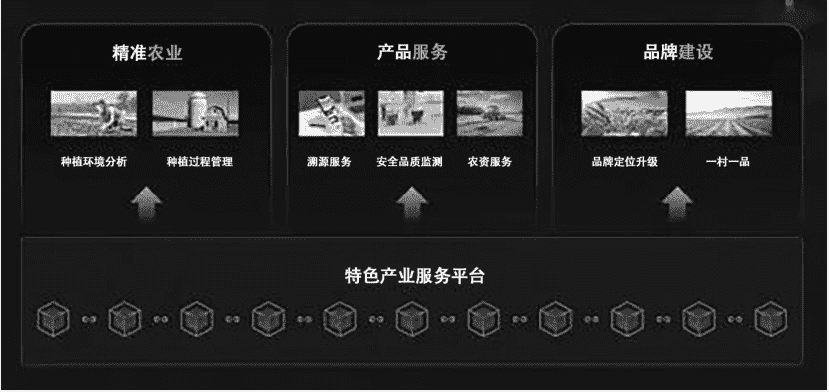 精准农业
种植环境分析
种植过程管理
产品服务
溯源服务
安全品质监测
农资服务
品牌建设
品牌定位升级
一村一品
特色产业服务平台